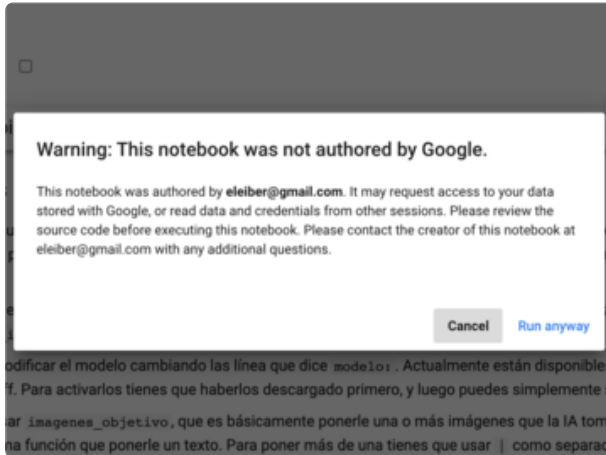 Warning: This notebook was not authored by Google.
This notebook was authored by eleiber@gmail.com. It may request access to your data
stored with Google, or read data and credentials from other sessions. Please review the
source code before executing this notebook. Please contact the creator of this notebook at
eleiber@gmail.com with any additional questions.
Cancel Run anyway
odificar el modelo cambiando las línea que dice modelo:. Actualmente están disponible
ff. Para activarlos tienes que haberlos descargado primero, y luego puedes simplemente
ar imagenes_objetivo, que es básicamente ponerle una o más imágenes que la IA tom
na función que ponerle un texto. Para poner más de una tienes que usar | como separad